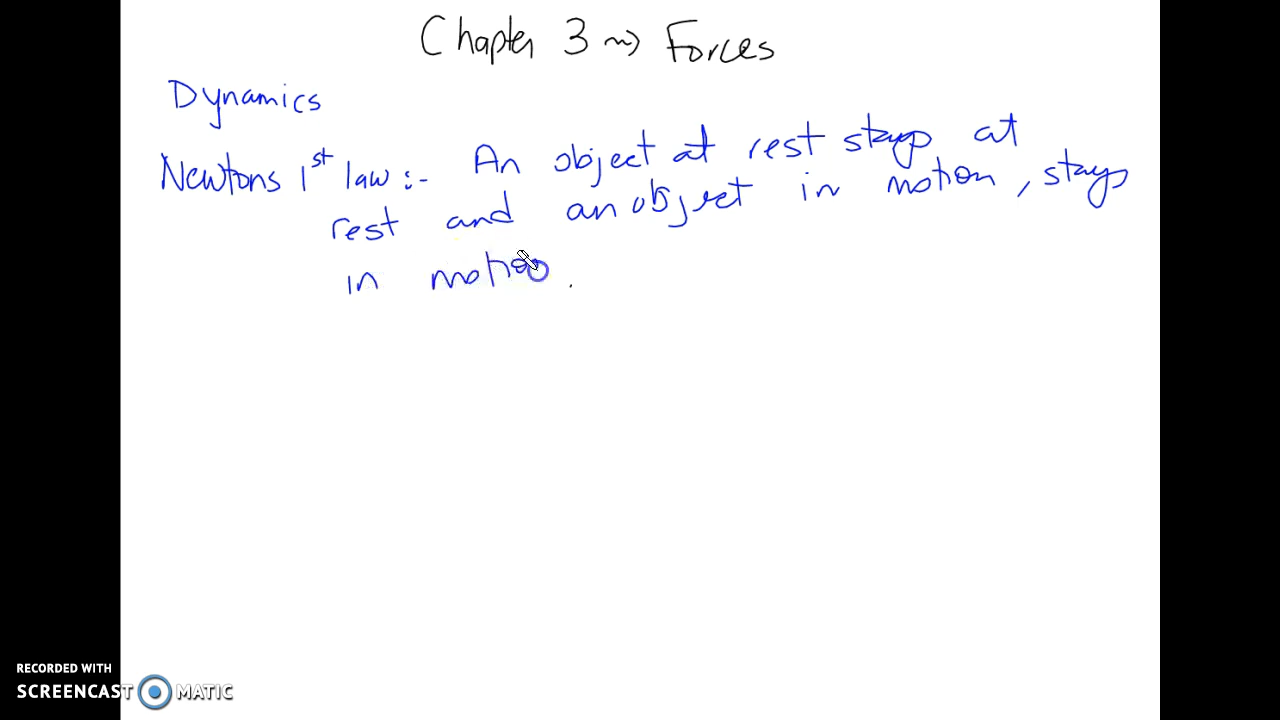 Chapter 3 ~> Forces
Dynamics
Newtons 1st law :- An object at rest stays at
rest and an object in motion, stays
in motion.
RECORDED WITH
SCREENCAST MATIC